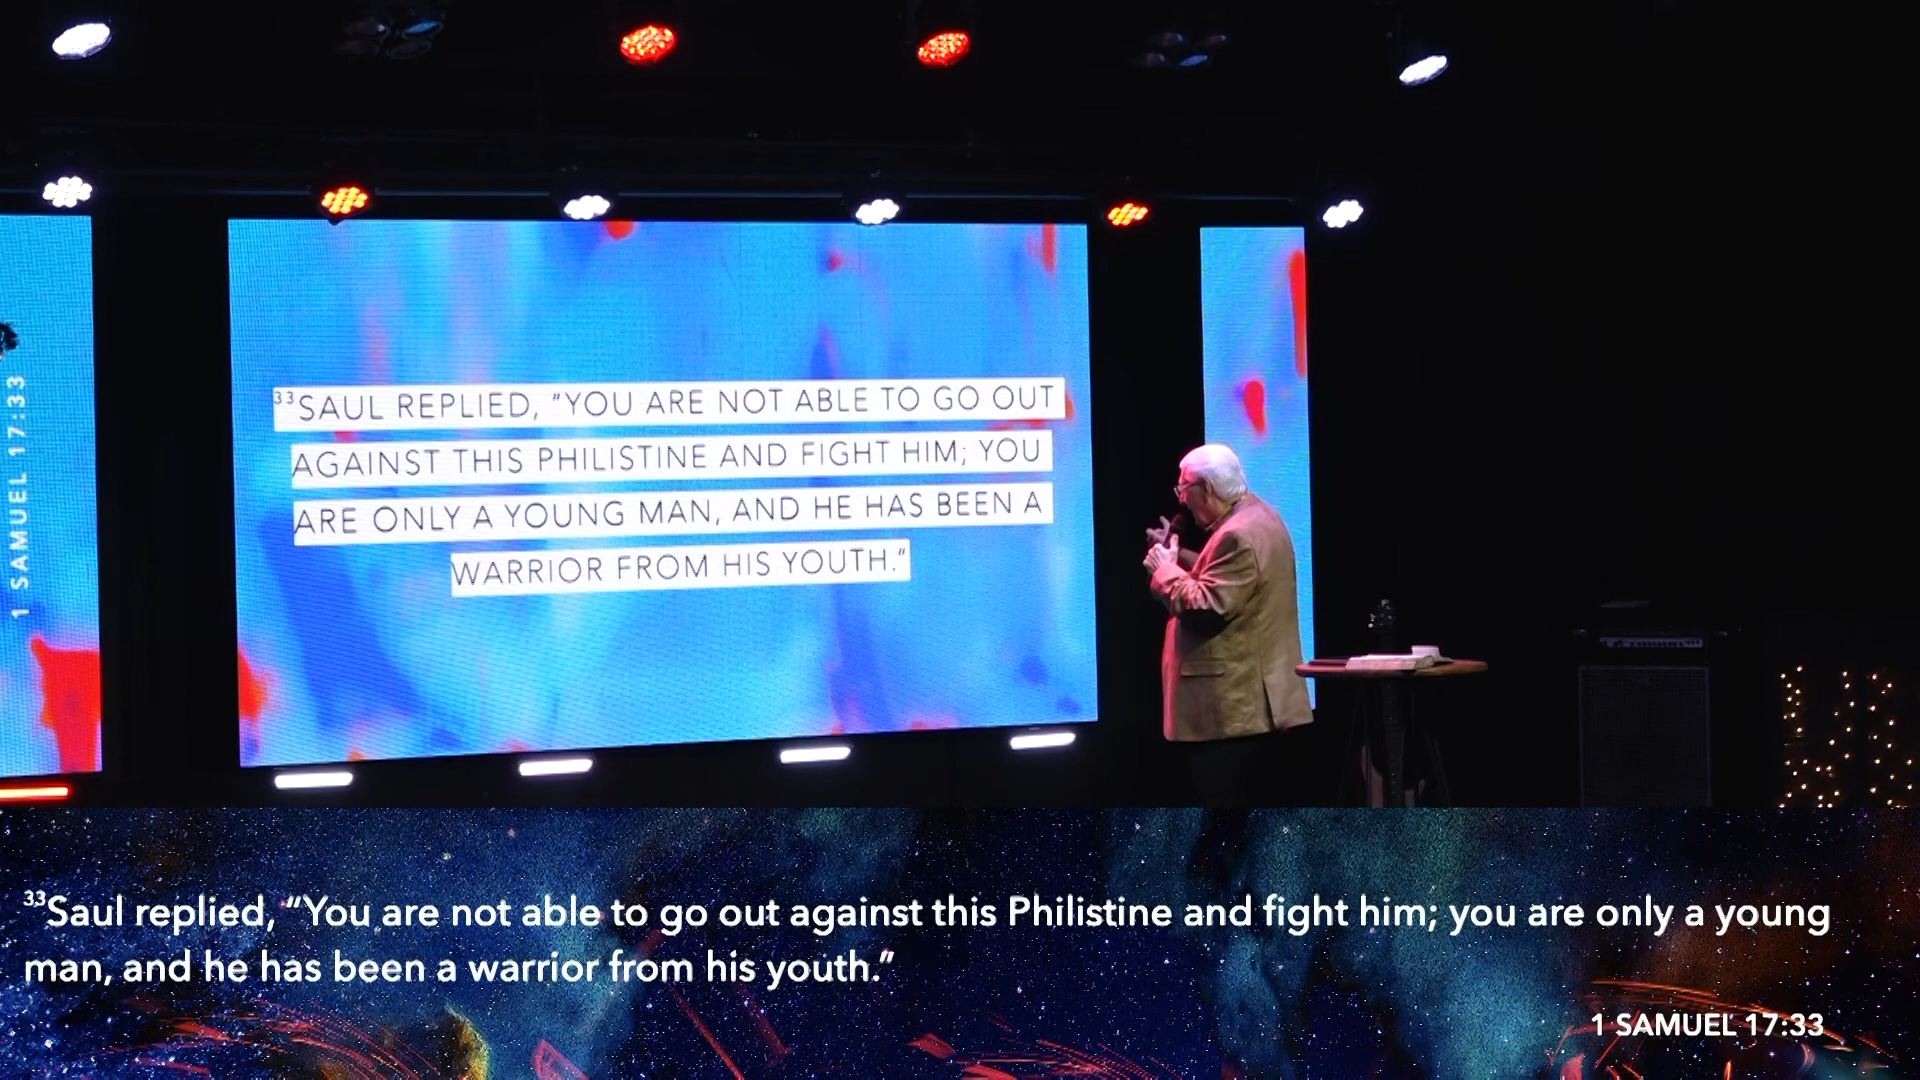 1 SAMUEL 17:33
³³SAUL REPLIED, "YOU ARE NOT ABLE TO GO OUT
AGAINST THIS PHILISTINE AND FIGHT HIM; YOU
ARE ONLY A YOUNG MAN, AND HE HAS BEEN A
WARRIOR FROM HIS YOUTH."
³³Saul replied, “You are not able to go out against this Philistine and fight him; you are only a young
man, and he has been a warrior from his youth.”
1 SAMUEL 17:33